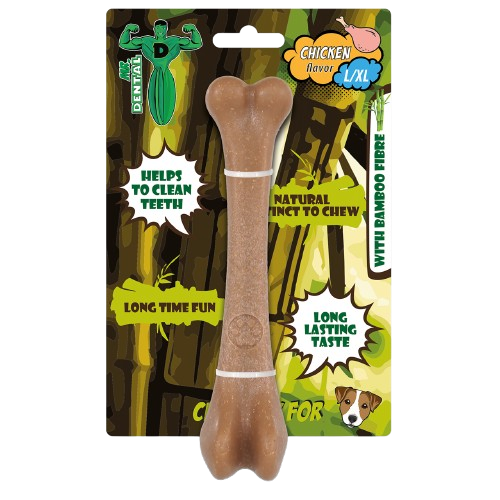 MR.
DENTAL
D
CHICKEN
flavor
L/XL
WITH BAMBOO FIBRE
HELPS
TO CLEAN
TEETH
NATURAL
TINCT TO CHEW
LONG TIME FUN
LONG
LASTING
TASTE
FOR